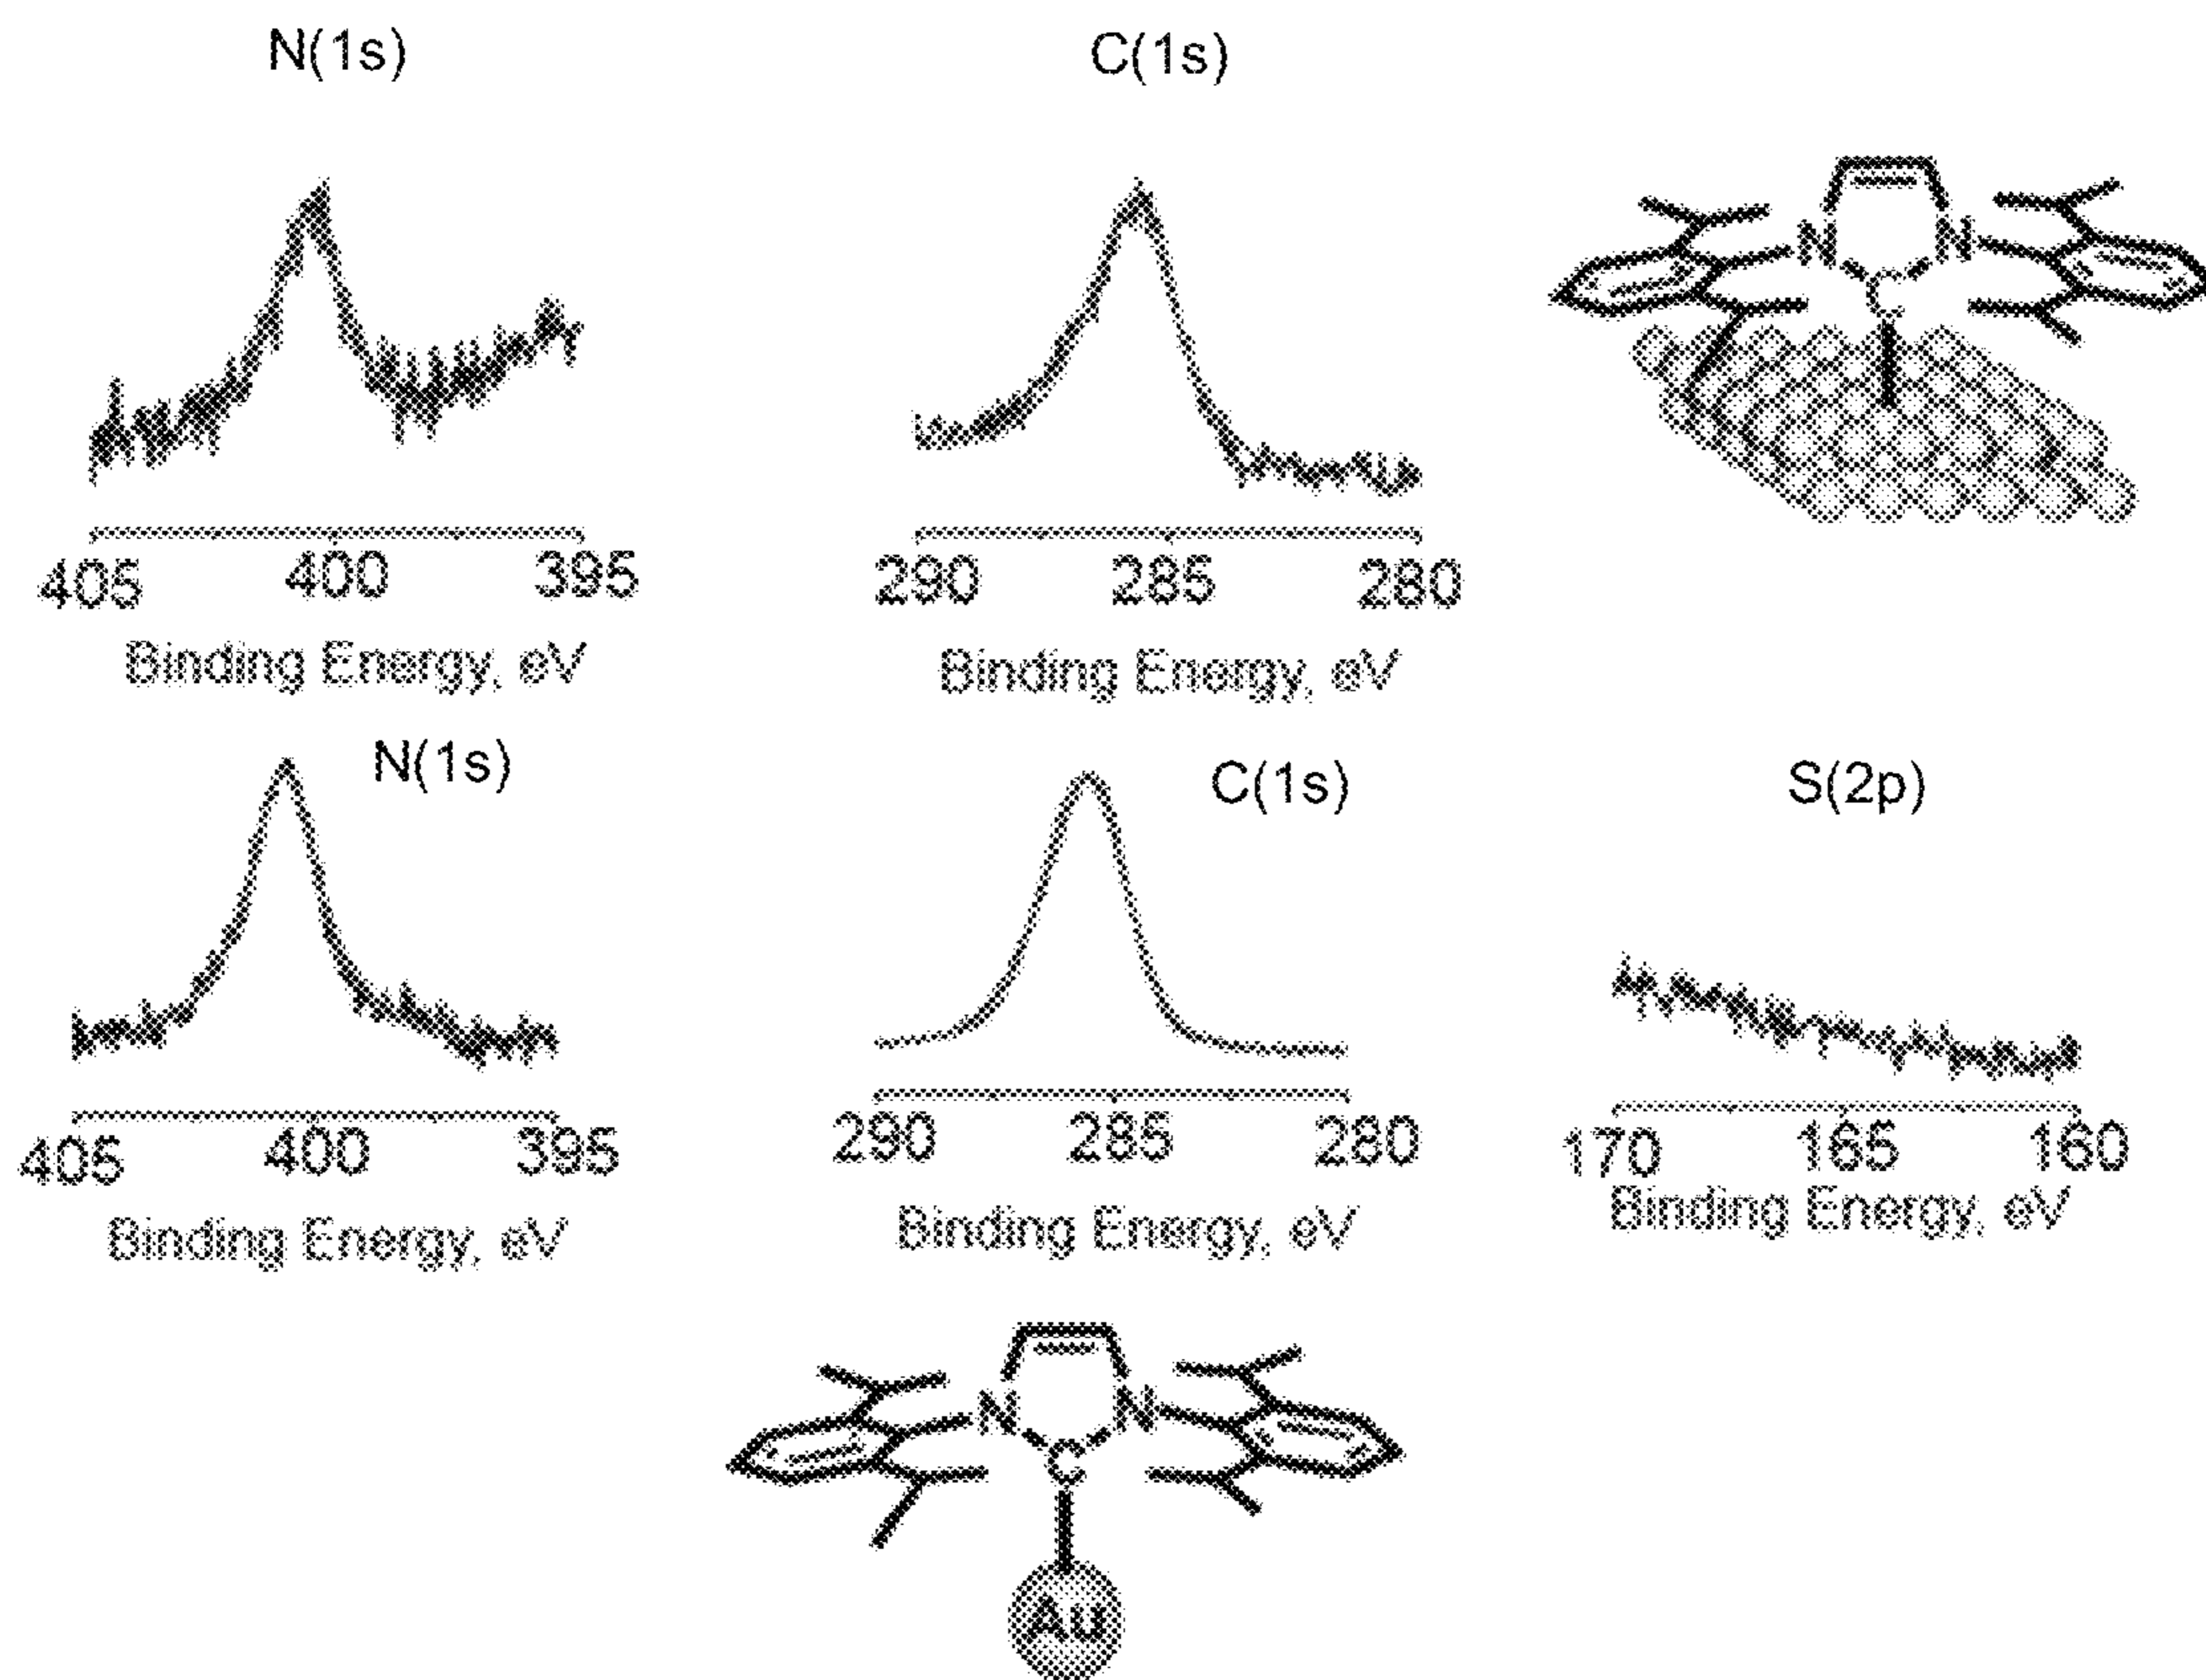 N(1s)
C(1s)
N N
C
405 400 395
290 285 280
Binding Energy, eV
Binding Energy, eV
N(1s)
C(1s)
S(2p)
405 400 395
290 285 280
170 165 160
Binding Energy, eV
Binding Energy, eV
Binding Energy, eV
N N
C
Au